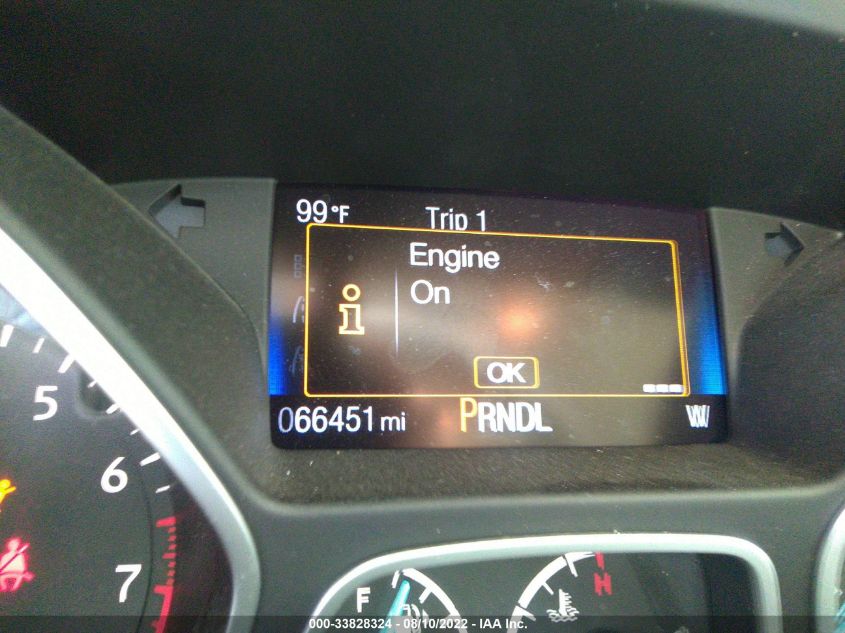 99°F Trip 1
Engine
On
i
OK
066451 mi PRNDL W
5
6
7
F
H
000-33828324 - 08/10/2022 - IAA Inc.